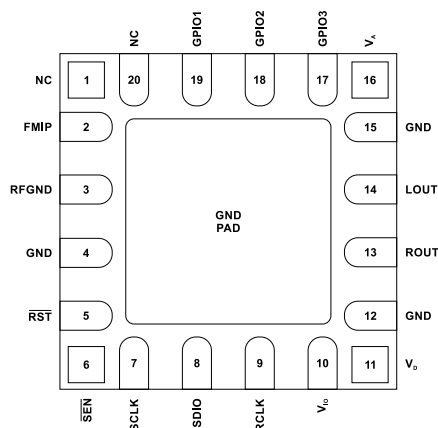 NC
GPIO1
GPIO2
GPIO3
VA
NC
1
20
19
18
17
16
FMIP
2
15
GND
RFGND
3
14
LOUT
GND
PAD
GND
4
13
ROUT
RST
5
12
GND
6
7
8
9
10
11
VD
SEN
SCLK
SDIO
RCLK
VIO